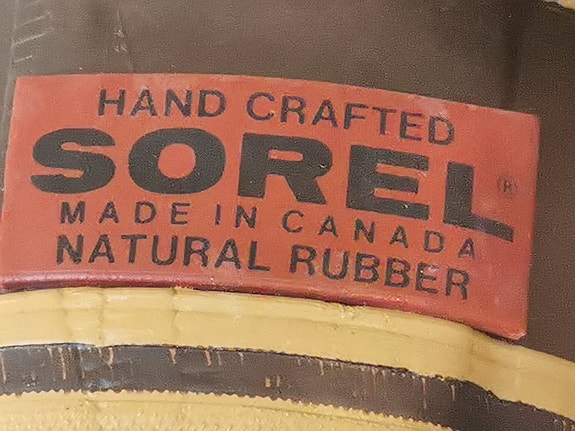 HAND CRAFTED
SOREL®
MADE IN CANADA
NATURAL RUBBER